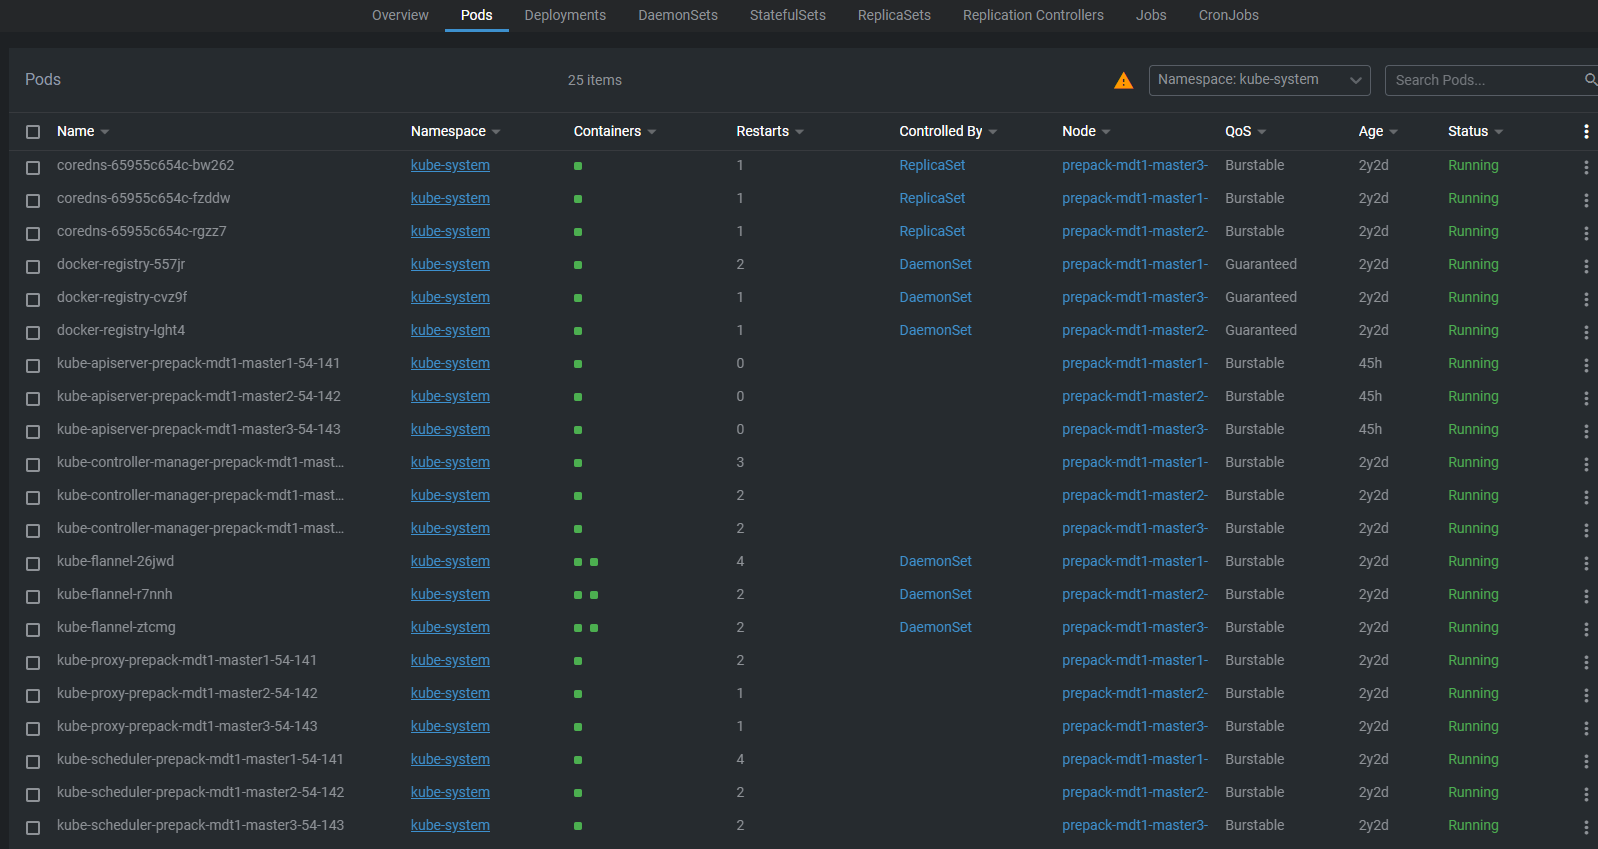 Overview Pods Deployments DaemonSets StatefulSets ReplicaSets Replication Controllers Jobs CronJobs
Pods 25 items Namespace: kube-system Search Pods...
Name Namespace Containers Restarts Controlled By Node QoS Age Status
coredns-65955c654c-bw262 kube-system 1 ReplicaSet prepack-mdt1-master3- Burstable 2y2d Running
coredns-65955c654c-fzddw kube-system 1 ReplicaSet prepack-mdt1-master1- Burstable 2y2d Running
coredns-65955c654c-rgzz7 kube-system 1 ReplicaSet prepack-mdt1-master2- Burstable 2y2d Running
docker-registry-557jr kube-system 2 DaemonSet prepack-mdt1-master1- Guaranteed 2y2d Running
docker-registry-cvz9f kube-system 1 DaemonSet prepack-mdt1-master3- Guaranteed 2y2d Running
docker-registry-lght4 kube-system 1 DaemonSet prepack-mdt1-master2- Guaranteed 2y2d Running
kube-apiserver-prepack-mdt1-master1-54-141 kube-system 0 prepack-mdt1-master1- Burstable 45h Running
kube-apiserver-prepack-mdt1-master2-54-142 kube-system 0 prepack-mdt1-master2- Burstable 45h Running
kube-apiserver-prepack-mdt1-master3-54-143 kube-system 0 prepack-mdt1-master3- Burstable 45h Running
kube-controller-manager-prepack-mdt1-mast... kube-system 3 prepack-mdt1-master1- Burstable 2y2d Running
kube-controller-manager-prepack-mdt1-mast... kube-system 2 prepack-mdt1-master2- Burstable 2y2d Running
kube-controller-manager-prepack-mdt1-mast... kube-system 2 prepack-mdt1-master3- Burstable 2y2d Running
kube-flannel-26jwd kube-system 4 DaemonSet prepack-mdt1-master1- Burstable 2y2d Running
kube-flannel-r7nnh kube-system 2 DaemonSet prepack-mdt1-master2- Burstable 2y2d Running
kube-flannel-ztcmg kube-system 2 DaemonSet prepack-mdt1-master3- Burstable 2y2d Running
kube-proxy-prepack-mdt1-master1-54-141 kube-system 2 prepack-mdt1-master1- Burstable 2y2d Running
kube-proxy-prepack-mdt1-master2-54-142 kube-system 1 prepack-mdt1-master2- Burstable 2y2d Running
kube-proxy-prepack-mdt1-master3-54-143 kube-system 1 prepack-mdt1-master3- Burstable 2y2d Running
kube-scheduler-prepack-mdt1-master1-54-141 kube-system 4 prepack-mdt1-master1- Burstable 2y2d Running
kube-scheduler-prepack-mdt1-master2-54-142 kube-system 2 prepack-mdt1-master2- Burstable 2y2d Running
kube-scheduler-prepack-mdt1-master3-54-143 kube-system 2 prepack-mdt1-master3- Burstable 2y2d Running